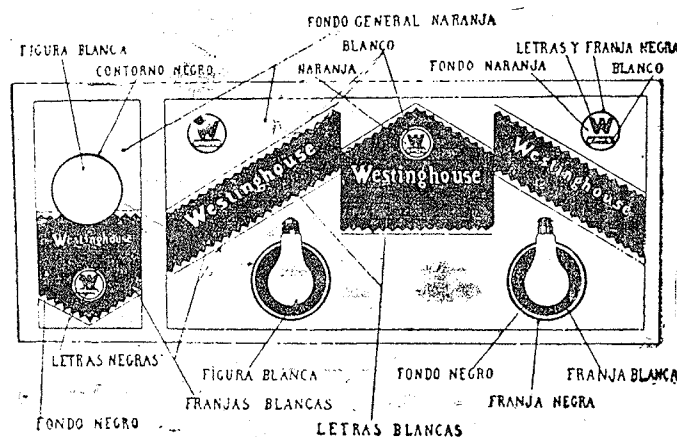 FONDO GENERAL NARANJA
FIGURA BLANCA
BLANCO
LETRAS Y FRANJA NEGRA
CONTORNO NEGRO
NARANJA
FONDO NARANJA
BLANCO
W
W
W
Westinghouse
Westinghouse
Westinghouse
Westinghouse
W
LETRAS NEGRAS
FIGURA BLANCA
FONDO NEGRO
FRANJA BLANCA
FRANJAS BLANCAS
FRANJA NEGRA
FONDO NEGRO
LETRAS BLANCAS